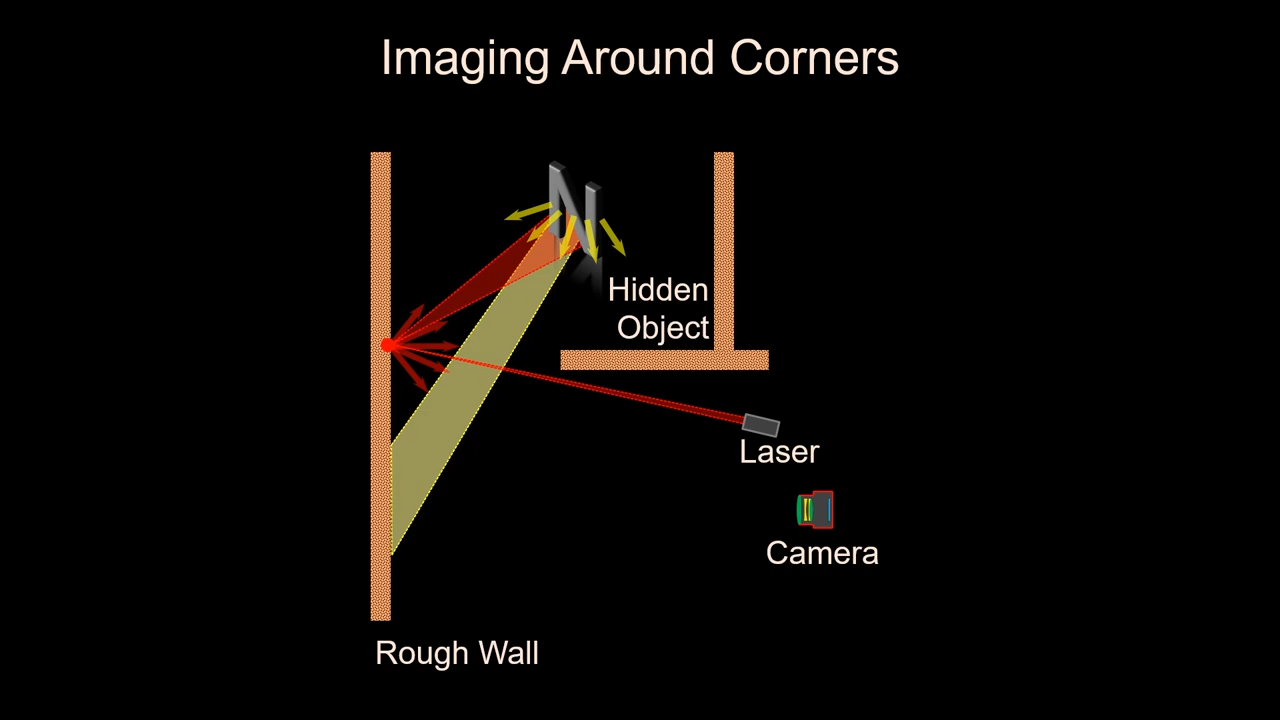 Imaging Around Corners
N
Hidden
Object
Laser
Camera
Rough Wall